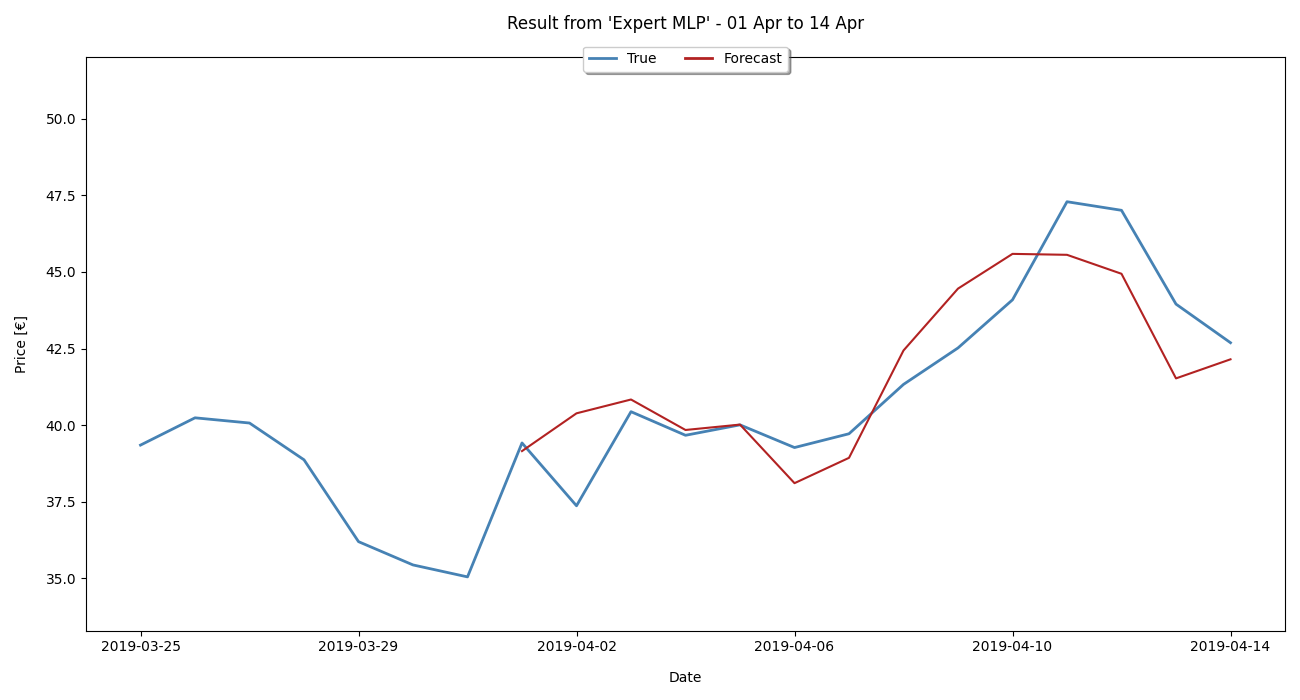 Result from 'Expert MLP' - 01 Apr to 14 Apr
True Forecast
50.0
47.5
45.0
42.5
40.0
37.5
35.0
Price [€]
2019-03-25 2019-03-29 2019-04-02 2019-04-06 2019-04-10 2019-04-14
Date